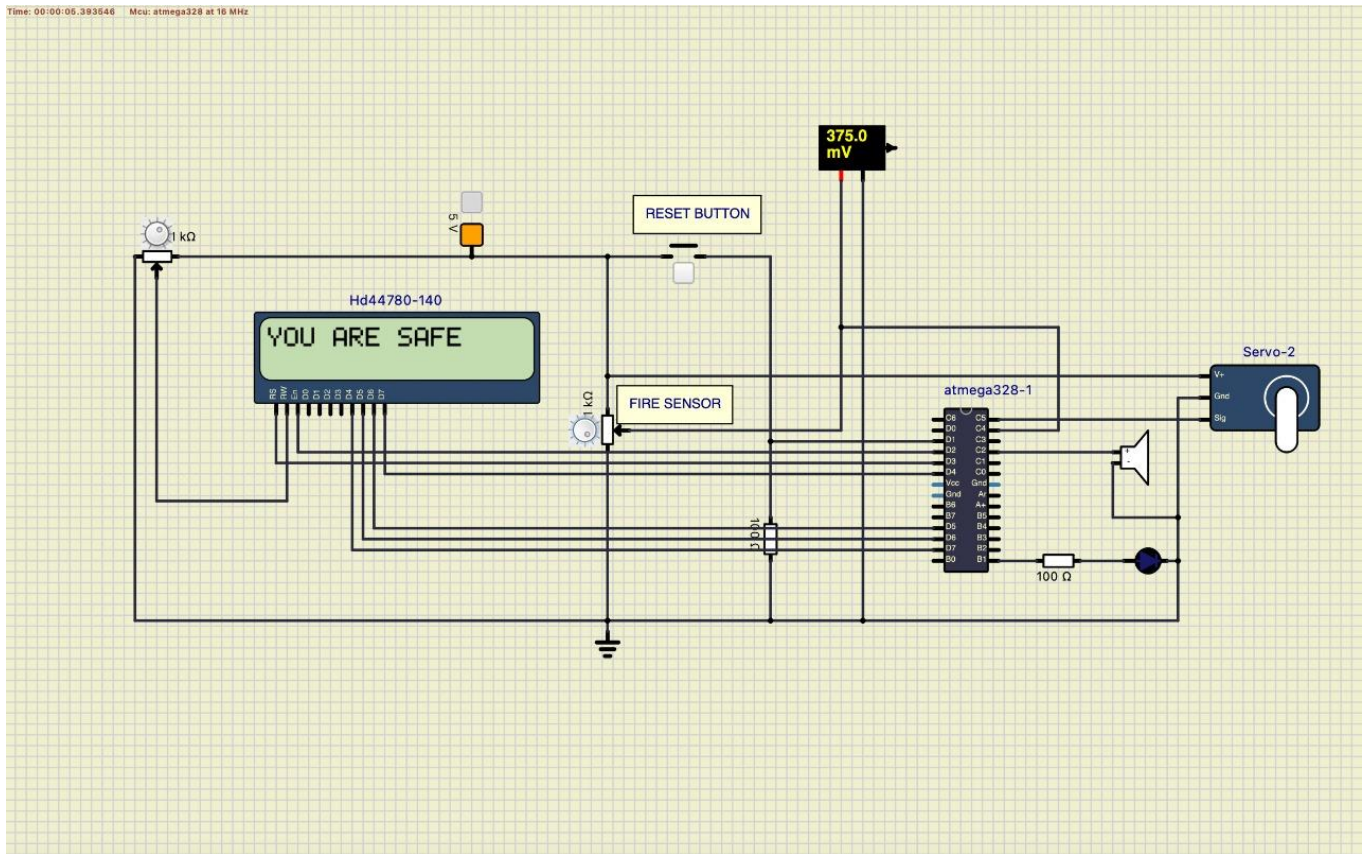 Time: 00:00:05.393546 Mcu: atmega328 at 16 MHz
375.0
mV
RESET BUTTON
5 V
1 kΩ
Hd44780-140
YOU ARE SAFE
RS RW En D0 D1 D2 D3 D4 D5 D6 D7
1 kΩ
FIRE SENSOR
atmega328-1
C6 C5
D0 C4
D1 C3
D2 C2
D3 C1
D4 C0
Vcc Gnd
Gnd Ar
B6 A+
B7 B5
D5 B4
D6 B3
D7 B2
B0 B1
Servo-2
V+
Gnd
Sig
+
-
100 Ω
100 Ω